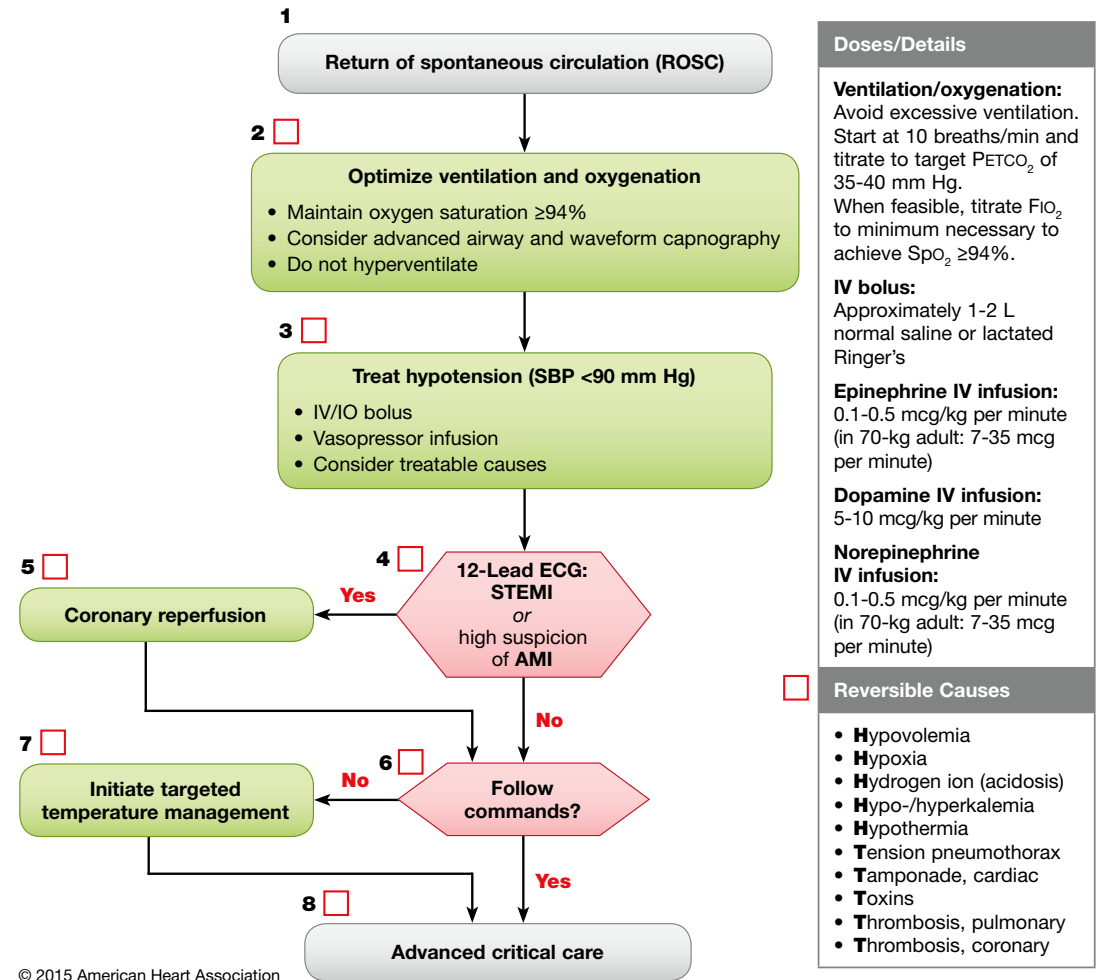 1
Return of spontaneous circulation (ROSC)
2
Optimize ventilation and oxygenation
• Maintain oxygen saturation ≥94%
• Consider advanced airway and waveform capnography
• Do not hyperventilate
3
Treat hypotension (SBP <90 mm Hg)
• IV/IO bolus
• Vasopressor infusion
• Consider treatable causes
4
12-Lead ECG:
STEMI
or
high suspicion
of AMI
Yes
5
Coronary reperfusion
No
6
Follow
commands?
No
7
Initiate targeted
temperature management
Yes
8
Advanced critical care
© 2015 American Heart Association
Doses/Details
Ventilation/oxygenation:
Avoid excessive ventilation.
Start at 10 breaths/min and
titrate to target PETCO₂ of
35-40 mm Hg.
When feasible, titrate FIO₂
to minimum necessary to
achieve SpO₂ ≥94%.
IV bolus:
Approximately 1-2 L
normal saline or lactated
Ringer's
Epinephrine IV infusion:
0.1-0.5 mcg/kg per minute
(in 70-kg adult: 7-35 mcg
per minute)
Dopamine IV infusion:
5-10 mcg/kg per minute
Norepinephrine
IV infusion:
0.1-0.5 mcg/kg per minute
(in 70-kg adult: 7-35 mcg
per minute)
Reversible Causes
• Hypovolemia
• Hypoxia
• Hydrogen ion (acidosis)
• Hypo-/hyperkalemia
• Hypothermia
• Tension pneumothorax
• Tamponade, cardiac
• Toxins
• Thrombosis, pulmonary
• Thrombosis, coronary